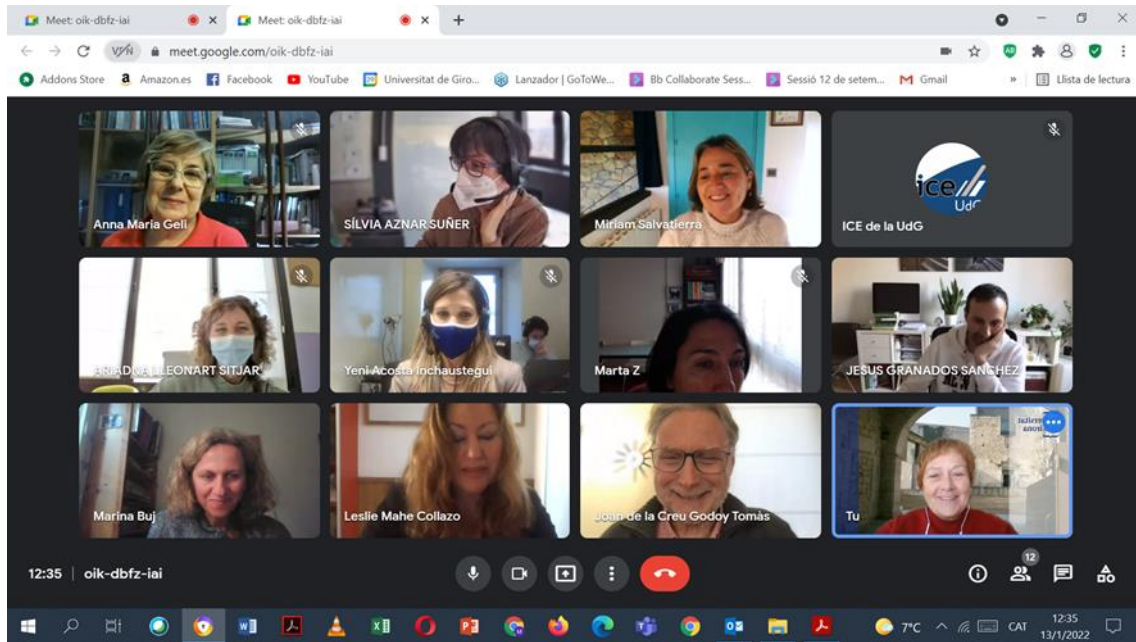 Meet: oik-dbfz-iai
Meet: oik-dbfz-iai
VPN
meet.google.com/oik-dbfz-iai
Addons Store
Amazon.es
Facebook
YouTube
Universitat de Giro...
Lanzador | GoToWe...
Bb Collaborate Sess...
Sessió 12 de setem...
Gmail
»
Llista de lectura
Anna Maria Geli
SÍLVIA AZNAR SUÑER
Miriam Salvatierra
ice
UdG
ICE de la UdG
ARIADNA LLEONART SITJAR
Yeni Acosta Inchaustegui
Marta Z
JESUS GRANADOS SANCHEZ
Marina Buj
Leslie Mahe Collazo
Joan de la Creu Godoy Tomàs
Tu
12:35 | oik-dbfz-iai
12
7°C
CAT
12:35
13/1/2022